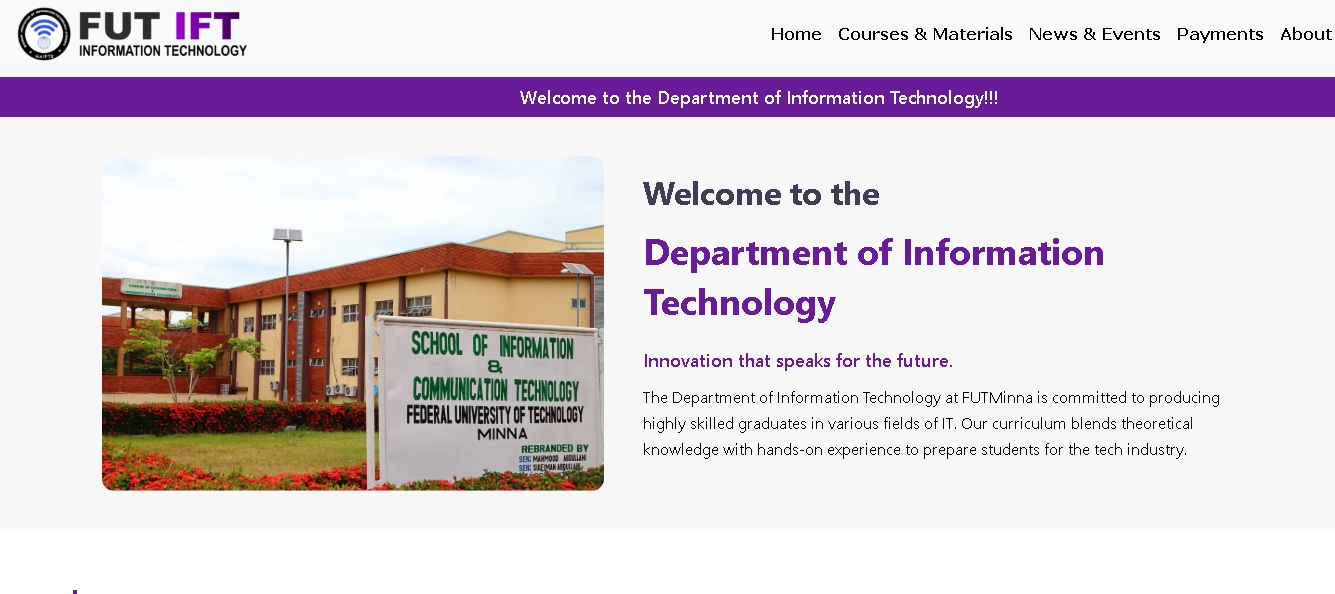 FUT IFT
INFORMATION TECHNOLOGY
Home Courses & Materials News & Events Payments About
Welcome to the Department of Information Technology!!!
Welcome to the
Department of Information
Technology
Innovation that speaks for the future.
The Department of Information Technology at FUTMinna is committed to producing
highly skilled graduates in various fields of IT. Our curriculum blends theoretical
knowledge with hands-on experience to prepare students for the tech industry.
SCHOOL OF INFORMATION
&
COMMUNICATION TECHNOLOGY
FEDERAL UNIVERSITY OF TECHNOLOGY
MINNA
REBRANDED BY
SEN: MAHMOOD ABDULLAHI
SEN: SULEIMAN ABDULLAHI